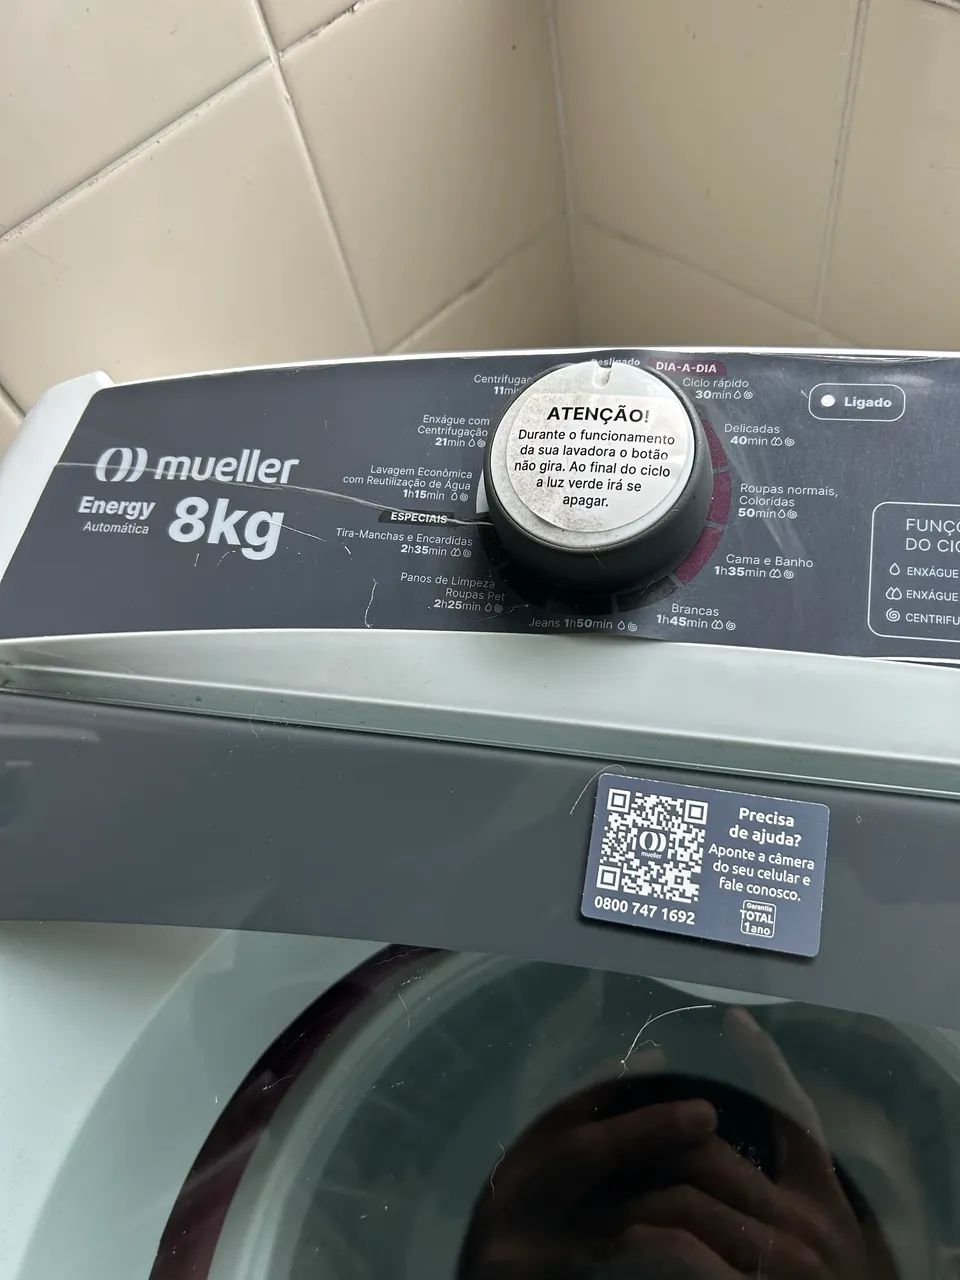 Desligado
DIA-A-DIA
Ciclo rápido
30min
Delicadas
40min
Roupas normais,
Coloridas
50min
Cama e Banho
1h35min
Brancas
1h45min
Jeans 1h50min
Panos de Limpeza
Roupas Pet
2h25min
Tira-Manchas e Encardidas
2h35min
ESPECIAIS
Lavagem Econômica
com Reutilização de Água
1h15min
Enxágue com
Centrifugação
21min
11min
ATENÇÃO!
Durante o funcionamento
da sua lavadora o botão
não gira. Ao final do ciclo
a luz verde irá se
apagar.
Ligado
mueller
Energy
Automática
8kg
DO
ENXÁGUE
ENXÁGUE
Precisa
de ajuda?
Aponte a câmera
do seu celular e
fale conosco.
mueller
0800 747 1692
Garantia
TOTAL
1 ano